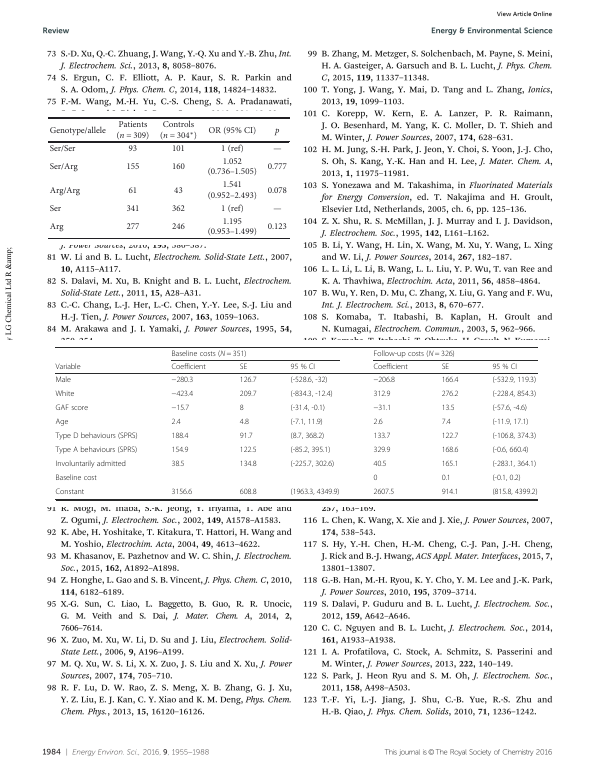 View Article Online
Review
Energy & Environmental Science
73 S.-D. Xu, Q.-C. Zhuang, J. Wang, Y.-Q. Xu and Y.-B. Zhu, Int.
J. Electrochem. Sci., 2013, 8, 8058–8076.
74 S. Ergun, C. F. Elliott, A. P. Kaur, S. R. Parkin and
S. A. Odom, J. Phys. Chem. C, 2014, 118, 14824–14832.
75 F.-M. Wang, M.-H. Yu, C.-S. Cheng, S. A. Pradanawati,
Genotype/allele Patients (n = 309) Controls (n = 304*) OR (95% CI) p
Ser/Ser 93 101 1 (ref) —
Ser/Arg 155 160 1.052 (0.736–1.505) 0.777
Arg/Arg 61 43 1.541 (0.952–2.493) 0.078
Ser 341 362 1 (ref) —
Arg 277 246 1.195 (0.953–1.499) 0.123
J. Power Sources, 2010, 195, 580–587.
81 W. Li and B. L. Lucht, Electrochem. Solid-State Lett., 2007,
10, A115–A117.
82 S. Dalavi, M. Xu, B. Knight and B. L. Lucht, Electrochem.
Solid-State Lett., 2011, 15, A28–A31.
83 C.-C. Chang, L.-J. Her, L.-C. Chen, Y.-Y. Lee, S.-J. Liu and
H.-J. Tien, J. Power Sources, 2007, 163, 1059–1063.
84 M. Arakawa and J. I. Yamaki, J. Power Sources, 1995, 54,
99 B. Zhang, M. Metzger, S. Solchenbach, M. Payne, S. Meini,
H. A. Gasteiger, A. Garsuch and B. L. Lucht, J. Phys. Chem.
C, 2015, 119, 11337–11348.
100 T. Yong, J. Wang, Y. Mai, D. Tang and L. Zhang, Ionics,
2013, 19, 1099–1103.
101 C. Korepp, W. Kern, E. A. Lanzer, P. R. Raimann,
J. O. Besenhard, M. Yang, K. C. Moller, D. T. Shieh and
M. Winter, J. Power Sources, 2007, 174, 628–631.
102 H. M. Jung, S.-H. Park, J. Jeon, Y. Choi, S. Yoon, J.-J. Cho,
S. Oh, S. Kang, Y.-K. Han and H. Lee, J. Mater. Chem. A,
2013, 1, 11975–11981.
103 S. Yonezawa and M. Takashima, in Fluorinated Materials
for Energy Conversion, ed. T. Nakajima and H. Groult,
Elsevier Ltd, Netherlands, 2005, ch. 6, pp. 125–136.
104 Z. X. Shu, R. S. McMillan, J. J. Murray and I. J. Davidson,
J. Electrochem. Soc., 1995, 142, L161–L162.
105 B. Li, Y. Wang, H. Lin, X. Wang, M. Xu, Y. Wang, L. Xing
and W. Li, J. Power Sources, 2014, 267, 182–187.
106 L. L. Li, L. Li, B. Wang, L. L. Liu, Y. P. Wu, T. van Ree and
K. A. Thavhiwa, Electrochim. Acta, 2011, 56, 4858–4864.
107 B. Wu, Y. Ren, D. Mu, C. Zhang, X. Liu, G. Yang and F. Wu,
Int. J. Electrochem. Sci., 2013, 8, 670–677.
108 S. Komaba, T. Itabashi, B. Kaplan, H. Groult and
N. Kumagai, Electrochem. Commun., 2003, 5, 962–966.
y LG Chemical Ltd R &amp,
Baseline costs (N = 351) Follow-up costs (N = 326)
Variable Coefficient SE 95 % CI Coefficient SE 95 % CI
Male −280.3 126.7 (-528.6, -32) −206.8 166.4 (-532.9, 119.3)
White −423.4 209.7 (-834.3, -12.4) 312.9 276.2 (-228.4, 854.3)
GAF score −15.7 8 (-31.4, -0.1) −31.1 13.5 (-57.6, -4.6)
Age 2.4 4.8 (-7.1, 11.9) 2.6 7.4 (-11.9, 17.1)
Type D behaviours (SPRS) 188.4 91.7 (8.7, 368.2) 133.7 122.7 (-106.8, 374.3)
Type A behaviours (SPRS) 154.9 122.5 (-85.2, 395.1) 329.9 168.6 (-0.6, 660.4)
Involuntarily admitted 38.5 134.8 (-225.7, 302.6) 40.5 165.1 (-283.1, 364.1)
Baseline cost 0 0.1 (-0.1, 0.2)
Constant 3156.6 608.8 (1963.3, 4349.9) 2607.5 914.1 (815.8, 4399.2)
91 R. Mogi, M. Inaba, S.-K. Jeong, Y. Iriyama, T. Abe and
Z. Ogumi, J. Electrochem. Soc., 2002, 149, A1578–A1583.
92 K. Abe, H. Yoshitake, T. Kitakura, T. Hattori, H. Wang and
M. Yoshio, Electrochim. Acta, 2004, 49, 4613–4622.
93 M. Khasanov, E. Pazhetnov and W. C. Shin, J. Electrochem.
Soc., 2015, 162, A1892–A1898.
94 Z. Honghe, L. Gao and S. B. Vincent, J. Phys. Chem. C, 2010,
114, 6182–6189.
95 X.-G. Sun, C. Liao, L. Baggetto, B. Guo, R. R. Unocic,
G. M. Veith and S. Dai, J. Mater. Chem. A, 2014, 2,
7606–7614.
96 X. Zuo, M. Xu, W. Li, D. Su and J. Liu, Electrochem. Solid-
State Lett., 2006, 9, A196–A199.
97 M. Q. Xu, W. S. Li, X. X. Zuo, J. S. Liu and X. Xu, J. Power
Sources, 2007, 174, 705–710.
98 R. F. Lu, D. W. Rao, Z. S. Meng, X. B. Zhang, G. J. Xu,
Y. Z. Liu, E. J. Kan, C. Y. Xiao and K. M. Deng, Phys. Chem.
Chem. Phys., 2013, 15, 16120–16126.
257, 163–169.
116 L. Chen, K. Wang, X. Xie and J. Xie, J. Power Sources, 2007,
174, 538–543.
117 S. Hy, Y.-H. Chen, H.-M. Cheng, C.-J. Pan, J.-H. Cheng,
J. Rick and B.-J. Hwang, ACS Appl. Mater. Interfaces, 2015, 7,
13801–13807.
118 G.-B. Han, M.-H. Ryou, K. Y. Cho, Y. M. Lee and J.-K. Park,
J. Power Sources, 2010, 195, 3709–3714.
119 S. Dalavi, P. Guduru and B. L. Lucht, J. Electrochem. Soc.,
2012, 159, A642–A646.
120 C. C. Nguyen and B. L. Lucht, J. Electrochem. Soc., 2014,
161, A1933–A1938.
121 I. A. Profatilova, C. Stock, A. Schmitz, S. Passerini and
M. Winter, J. Power Sources, 2013, 222, 140–149.
122 S. Park, J. Heon Ryu and S. M. Oh, J. Electrochem. Soc.,
2011, 158, A498–A503.
123 T.-F. Yi, L.-J. Jiang, J. Shu, C.-B. Yue, R.-S. Zhu and
H.-B. Qiao, J. Phys. Chem. Solids, 2010, 71, 1236–1242.
1984 | Energy Environ. Sci., 2016, 9, 1955–1988
This journal is © The Royal Society of Chemistry 2016